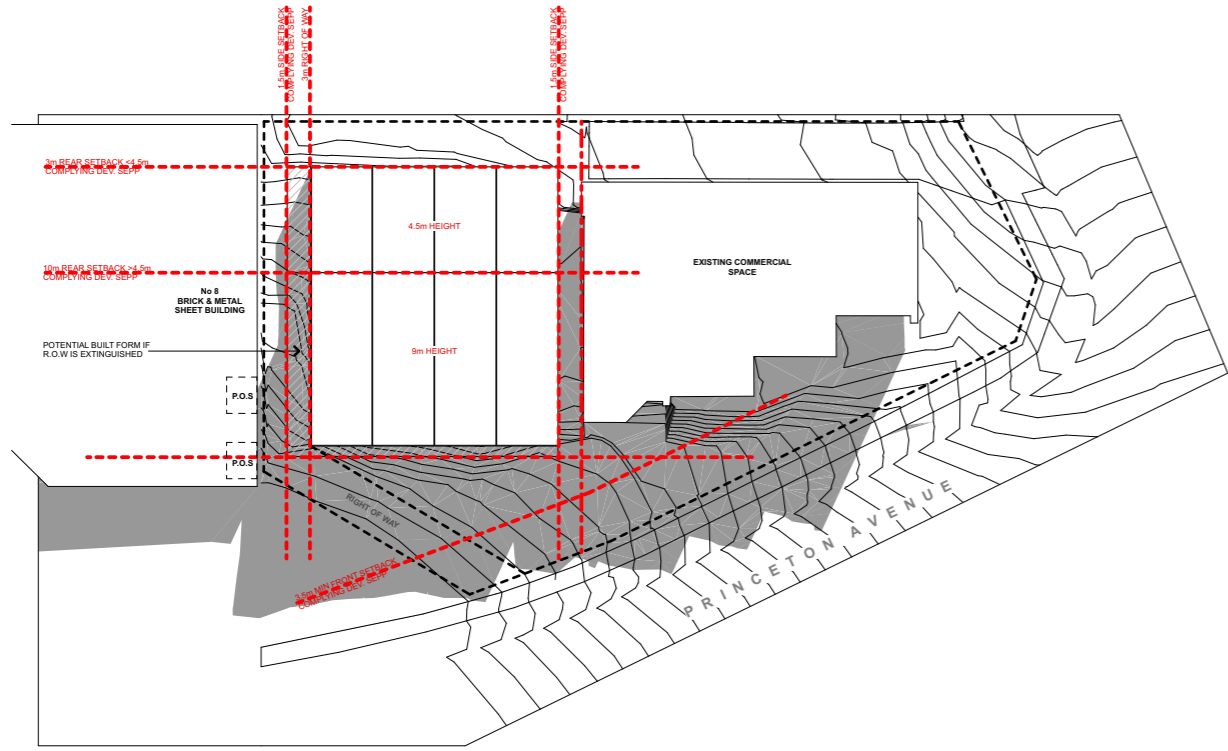 1.5m SIDE SETBACK
COMPLYING DEV. SEPP
3m RIGHT OF WAY
1.5m SIDE SETBACK
COMPLYING DEV. SEPP
3m REAR SETBACK <4.5m
COMPLYING DEV. SEPP
4.5m HEIGHT
10m REAR SETBACK >4.5m
COMPLYING DEV. SEPP
EXISTING COMMERCIAL
SPACE
No 8
BRICK & METAL
SHEET BUILDING
POTENTIAL BUILT FORM IF
R.O.W IS EXTINGUISHED
9m HEIGHT
P.O.S
P.O.S
RIGHT OF WAY
3.5m MIN FRONT SETBACK
COMPLYING DEV. SEPP
PRINCETON AVENUE